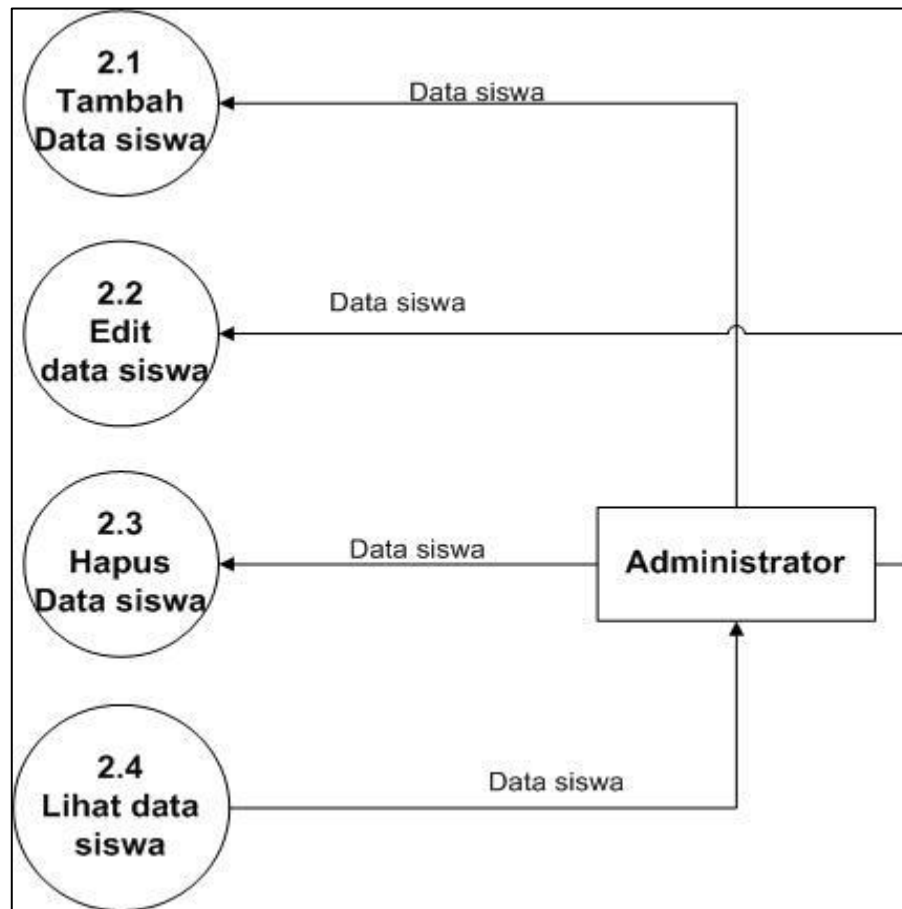 2.1
Tambah
Data siswa
Data siswa
2.2
Edit
data siswa
Data siswa
2.3
Hapus
Data siswa
Data siswa
Administrator
2.4
Lihat data
siswa
Data siswa